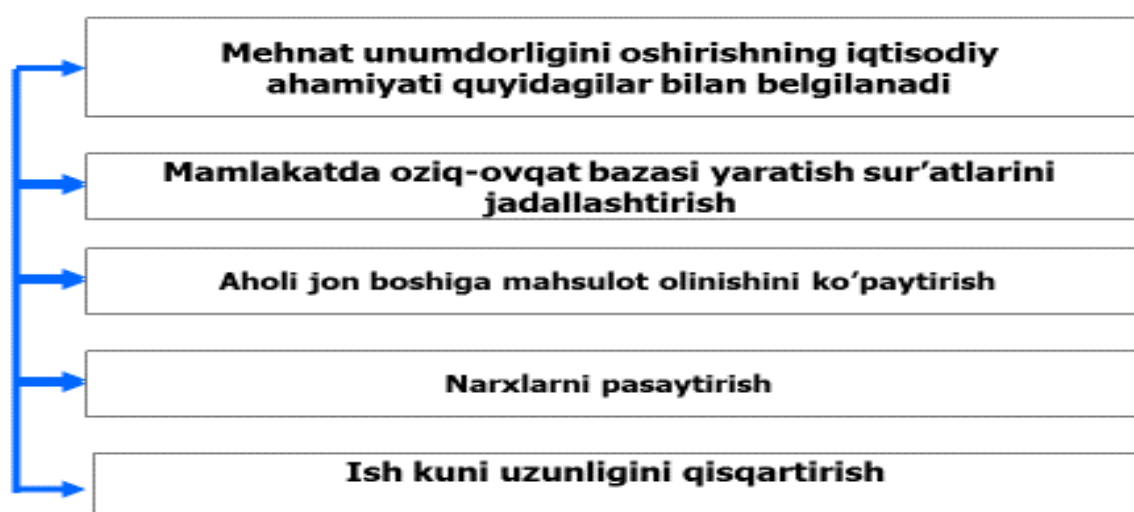 Mehnat unumdorligini oshirishning iqtisodiy
ahamiyati quyidagilar bilan belgilanadi
Mamlakatda oziq-ovqat bazasi yaratish sur’atlarini
jadallashtirish
Aholi jon boshiga mahsulot olinishini ko’paytirish
Narxlarni pasaytirish
Ish kuni uzunligini qisqartirish